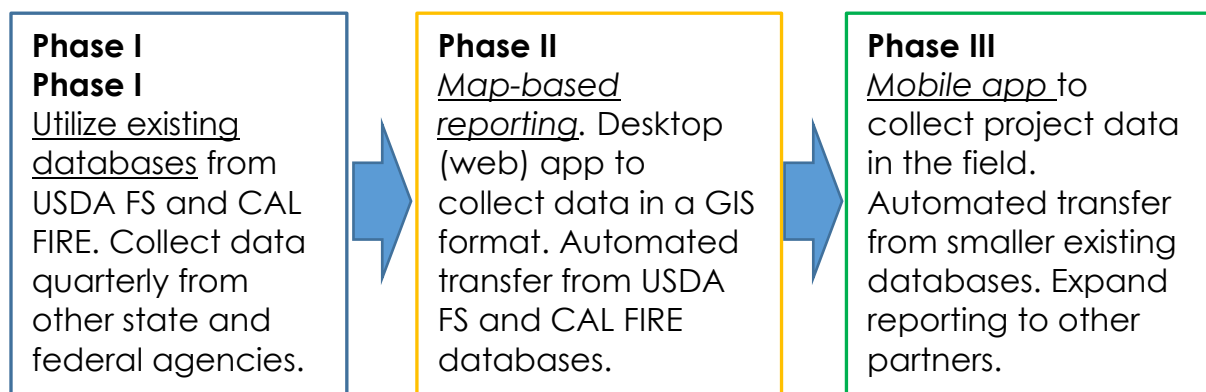 Phase I
Phase I
Utilize existing
databases from
USDA FS and CAL
FIRE. Collect data
quarterly from
other state and
federal agencies.
Phase II
Map-based
reporting. Desktop
(web) app to
collect data in a GIS
format. Automated
transfer from USDA
FS and CAL FIRE
databases.
Phase III
Mobile app to
collect project data
in the field.
Automated transfer
from smaller existing
databases. Expand
reporting to other
partners.